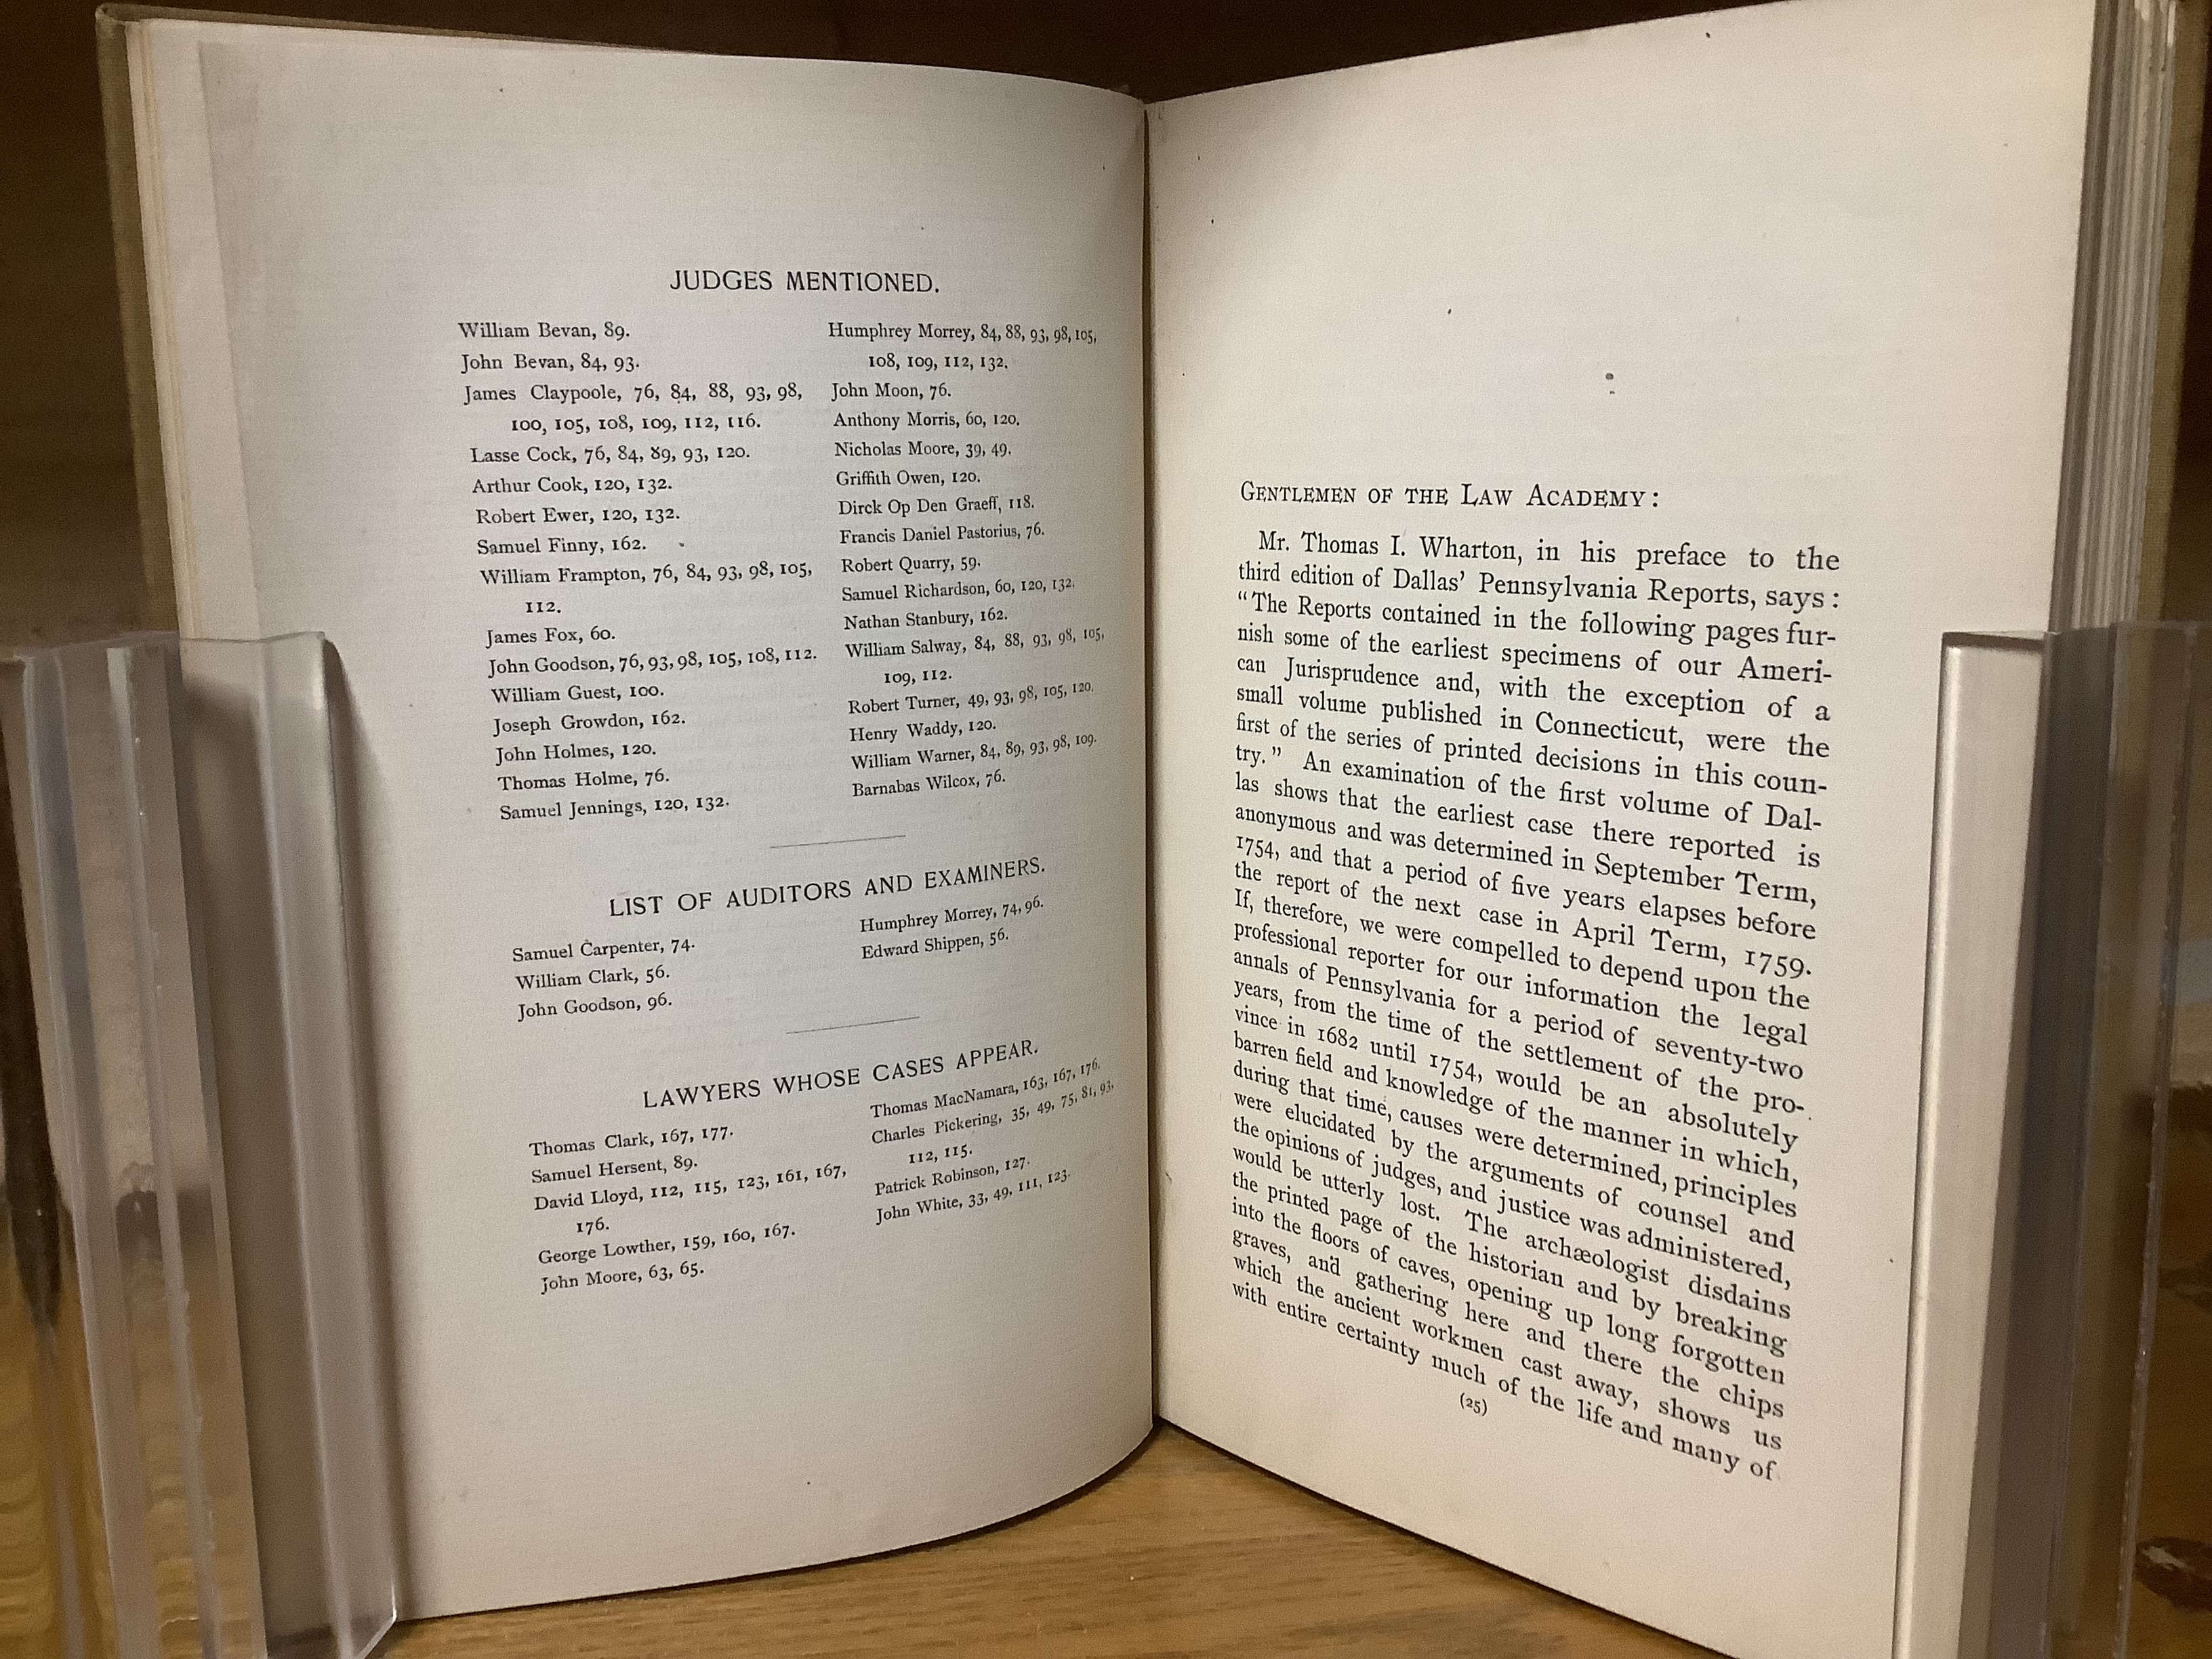 JUDGES MENTIONED.
William Bevan, 89.
John Bevan, 84, 93.
James Claypoole, 76, 84, 88, 93, 98,
100, 105, 108, 109, 112, 116.
Lasse Cock, 76, 84, 89, 93, 120.
Arthur Cook, 120, 132.
Robert Ewer, 120, 132.
Samuel Finny, 162.
William Frampton, 76, 84, 93, 98, 105,
112.
James Fox, 60.
John Goodson, 76, 93, 98, 105, 108, 112.
William Guest, 100.
Joseph Growdon, 162.
John Holmes, 120.
Thomas Holme, 76.
Samuel Jennings, 120, 132.
Humphrey Morrey, 84, 88, 93, 98, 105,
108, 109, 112, 132.
John Moon, 76.
Anthony Morris, 60, 120.
Nicholas Moore, 39, 49.
Griffith Owen, 120.
Dirck Op Den Graeff, 118.
Francis Daniel Pastorius, 76.
Robert Quarry, 59.
Samuel Richardson, 60, 120, 132.
Nathan Stanbury, 162.
William Salway, 84, 88, 93, 98, 105,
109, 112.
Robert Turner, 49, 93, 98, 105, 120.
Henry Waddy, 120.
William Warner, 84, 89, 93, 98, 109.
Barnabas Wilcox, 76.
LIST OF AUDITORS AND EXAMINERS.
Samuel Carpenter, 74.
William Clark, 56.
John Goodson, 96.
Humphrey Morrey, 74, 96.
Edward Shippen, 56.
LAWYERS WHOSE CASES APPEAR.
Thomas Clark, 167, 177.
Samuel Hersent, 89.
David Lloyd, 112, 115, 123, 161, 167,
176.
George Lowther, 159, 160, 167.
John Moore, 63, 65.
Thomas MacNamara, 163, 167, 176.
Charles Pickering, 35, 49, 75, 81, 93,
112, 115.
Patrick Robinson, 127.
John White, 33, 49, 111, 123.
GENTLEMEN OF THE LAW ACADEMY:
Mr. Thomas I. Wharton, in his preface to the
third edition of Dallas' Pennsylvania Reports, says:
"The Reports contained in the following pages fur-
nish some of the earliest specimens of our Ameri-
can Jurisprudence and, with the exception of a
small volume published in Connecticut, were the
first of the series of printed decisions in this coun-
try." An examination of the first volume of Dal-
las shows that the earliest case there reported is
anonymous and was determined in September Term,
1754, and that a period of five years elapses before
the report of the next case in April Term, 1759.
If, therefore, we were compelled to depend upon the
professional reporter for our information the legal
annals of Pennsylvania for a period of seventy-two
years, from the time of the settlement of the pro-
vince in 1682 until 1754, would be an absolutely
barren field and knowledge of the manner in which,
during that time, causes were determined, principles
were elucidated by the arguments of counsel and
the opinions of judges, and justice was administered,
would be utterly lost. The archæologist disdains
the printed page of the historian and by breaking
into the floors of caves, opening up long forgotten
graves, and gathering here and there the chips
which the ancient workmen cast away, shows us
with entire certainty much of the life and many of
(25)